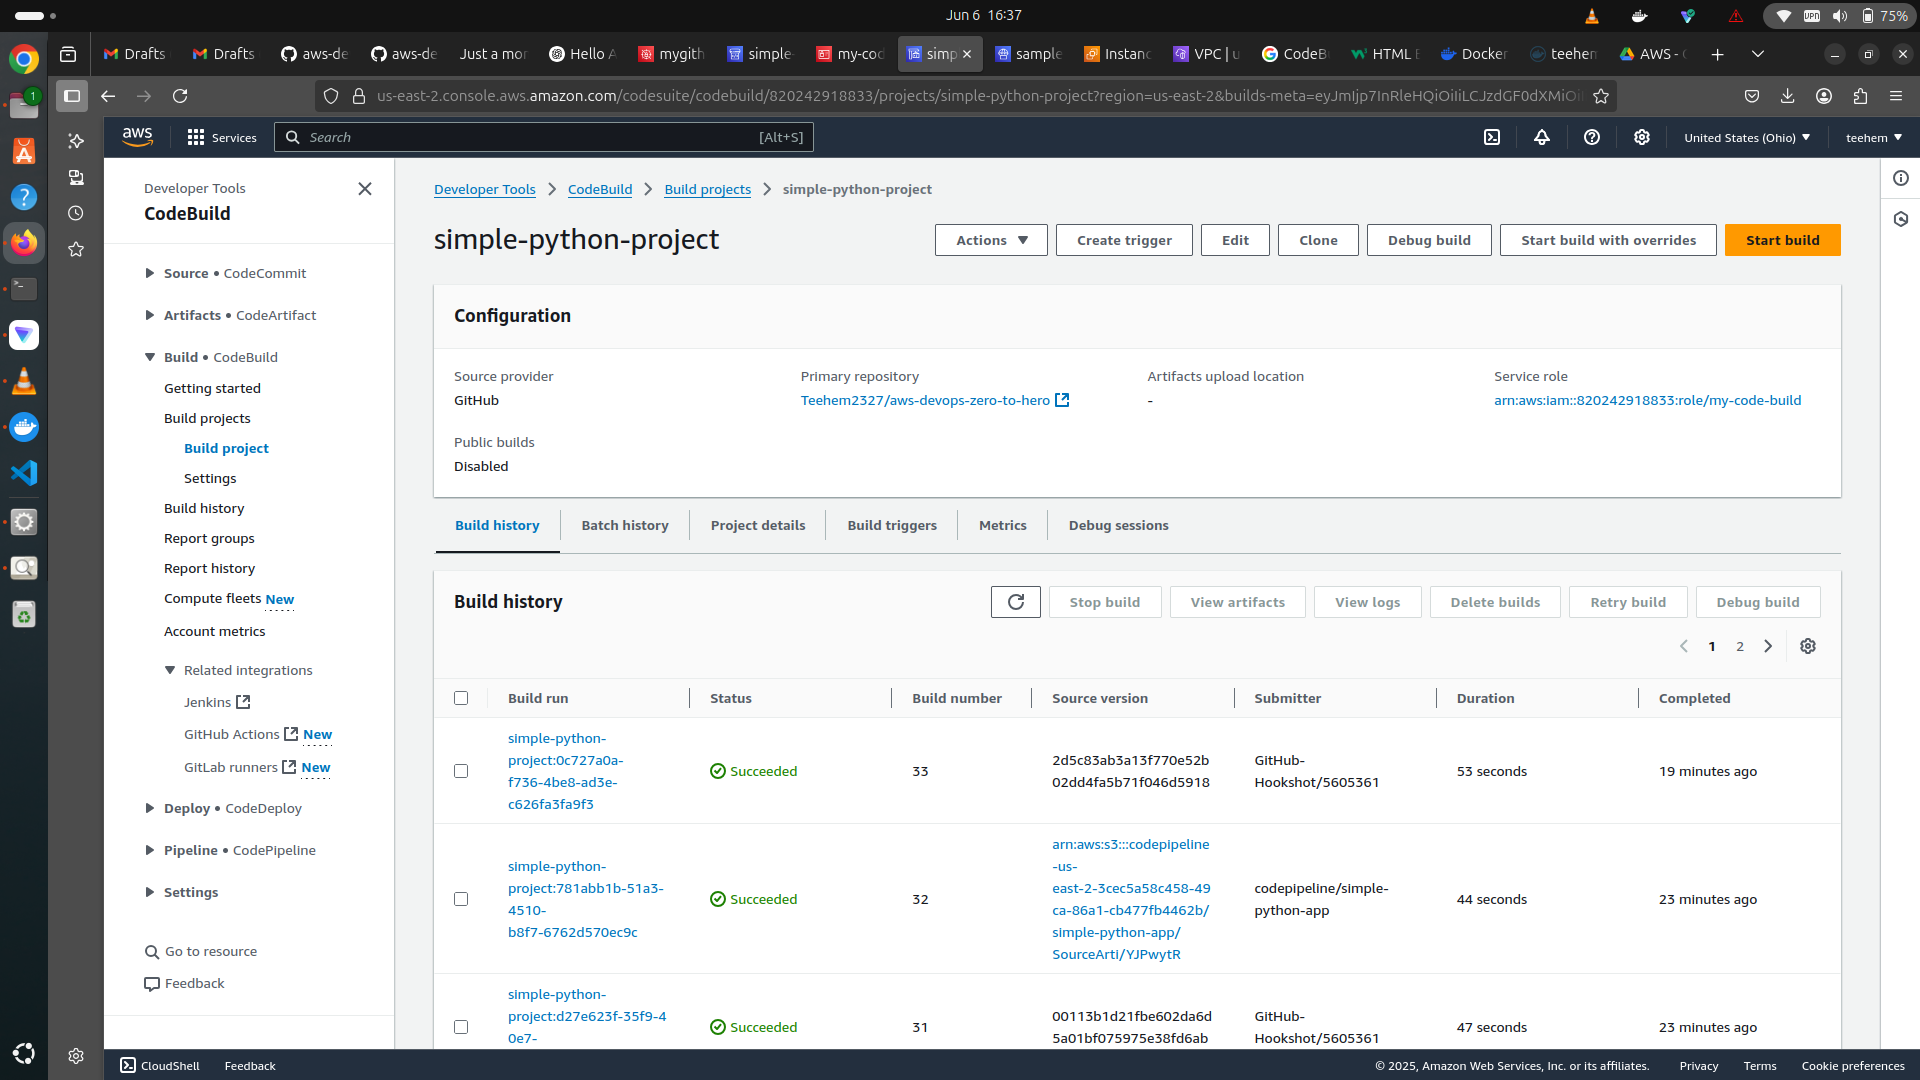 Jun 6 16:37
75%
Drafts
Drafts
aws-de
aws-de
Just a mor
Hello A
mygith
simple-
my-cod
simp
sample
Instanc
VPC | u
CodeBu
HTML E
Docker
teehem
AWS - C
us-east-2.console.aws.amazon.com/codesuite/codebuild/820242918833/projects/simple-python-project?region=us-east-2&builds-meta=
aws
Services
Search
[Alt+S]
United States (Ohio)
teehem
Developer Tools
CodeBuild
Source • CodeCommit
Artifacts • CodeArtifact
Build • CodeBuild
Getting started
Build projects
Build project
Settings
Build history
Report groups
Report history
Compute fleets New
Account metrics
Related integrations
Jenkins
GitHub Actions New
GitLab runners New
Deploy • CodeDeploy
Pipeline • CodePipeline
Settings
Go to resource
Feedback
Developer Tools
CodeBuild
Build projects
simple-python-project
simple-python-project
Actions
Create trigger
Edit
Clone
Debug build
Start build with overrides
Start build
Configuration
Source provider
GitHub
Primary repository
Teehem2327/aws-devops-zero-to-hero
Artifacts upload location
-
Service role
arn:aws:iam::820242918833:role/my-code-build
Public builds
Disabled
Build history
Batch history
Project details
Build triggers
Metrics
Debug sessions
Build history
Stop build
View artifacts
View logs
Delete builds
Retry build
Debug build
1
2
Build run
Status
Build number
Source version
Submitter
Duration
Completed
simple-python-
project:0c727a0a-
f736-4be8-ad3e-
c626fa3fa9f3
Succeeded
33
2d5c83ab3a13f770e52b
02dd4fa5b71f046d5918
GitHub-
Hookshot/5605361
53 seconds
19 minutes ago
simple-python-
project:781abb1b-51a3-
4510-
b8f7-6762d570ec9c
Succeeded
32
arn:aws:s3:::codepipeline
-us-
east-2-3cec5a58c458-49
ca-86a1-cb477fb4462b/
simple-python-app/
SourceArti/YJPwytR
codepipeline/simple-
python-app
44 seconds
23 minutes ago
simple-python-
project:d27e623f-35f9-4
0e7-
Succeeded
31
00113b1d21fbe602da6d
5a01bf075975e38fd6ab
GitHub-
Hookshot/5605361
47 seconds
23 minutes ago
CloudShell
Feedback
© 2025, Amazon Web Services, Inc. or its affiliates.
Privacy
Terms
Cookie preferences